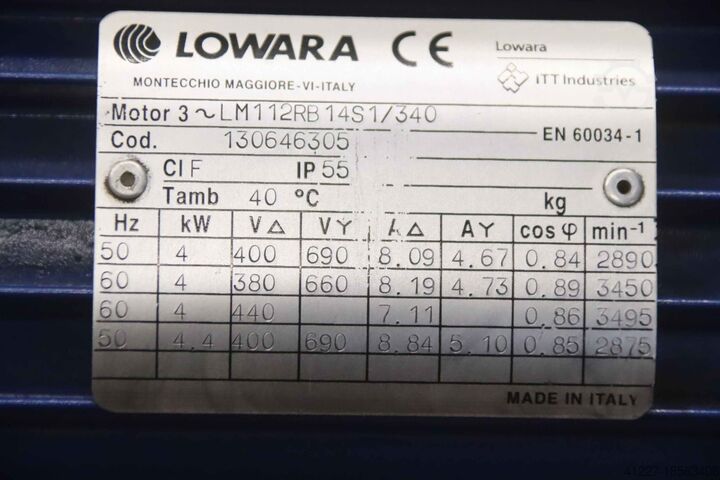 LOWARA CE Lowara
MONTECCHIO MAGGIORE-VI-ITALY ITT Industries
Motor 3 ~ LM112RB14S1/340
Cod. 130646305 EN 60034-1
Cl F IP 55
Tamb 40 °C kg
Hz kW V △ V Y A △ A Y cos φ min-1
50 4 400 690 8.09 4.67 0.84 2890
60 4 380 660 8.19 4.73 0.89 3450
60 4 440 7.11 0.86 3495
50 4.4 400 690 8.84 5.10 0.85 2875
MADE IN ITALY